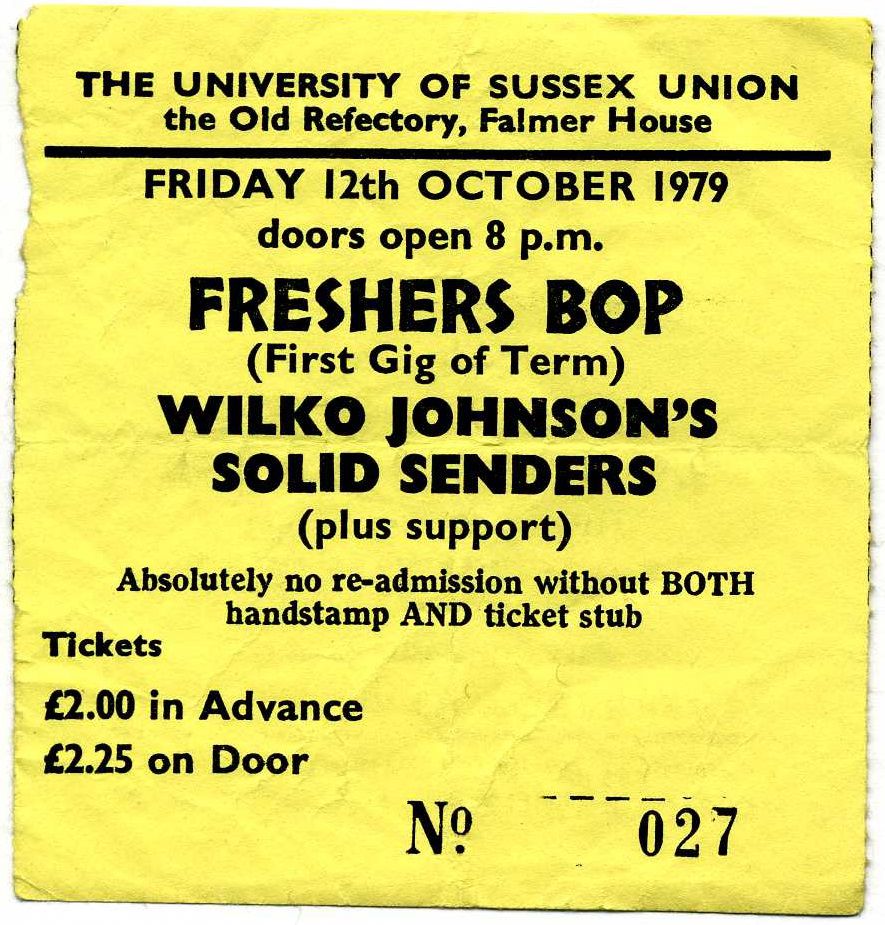 THE UNIVERSITY OF SUSSEX UNION
the Old Refectory, Falmer House
FRIDAY 12th OCTOBER 1979
doors open 8 p.m.
FRESHERS BOP
(First Gig of Term)
WILKO JOHNSON'S
SOLID SENDERS
(plus support)
Absolutely no re-admission without BOTH
handstamp AND ticket stub
Tickets
£2.00 in Advance
£2.25 on Door
Nº 027